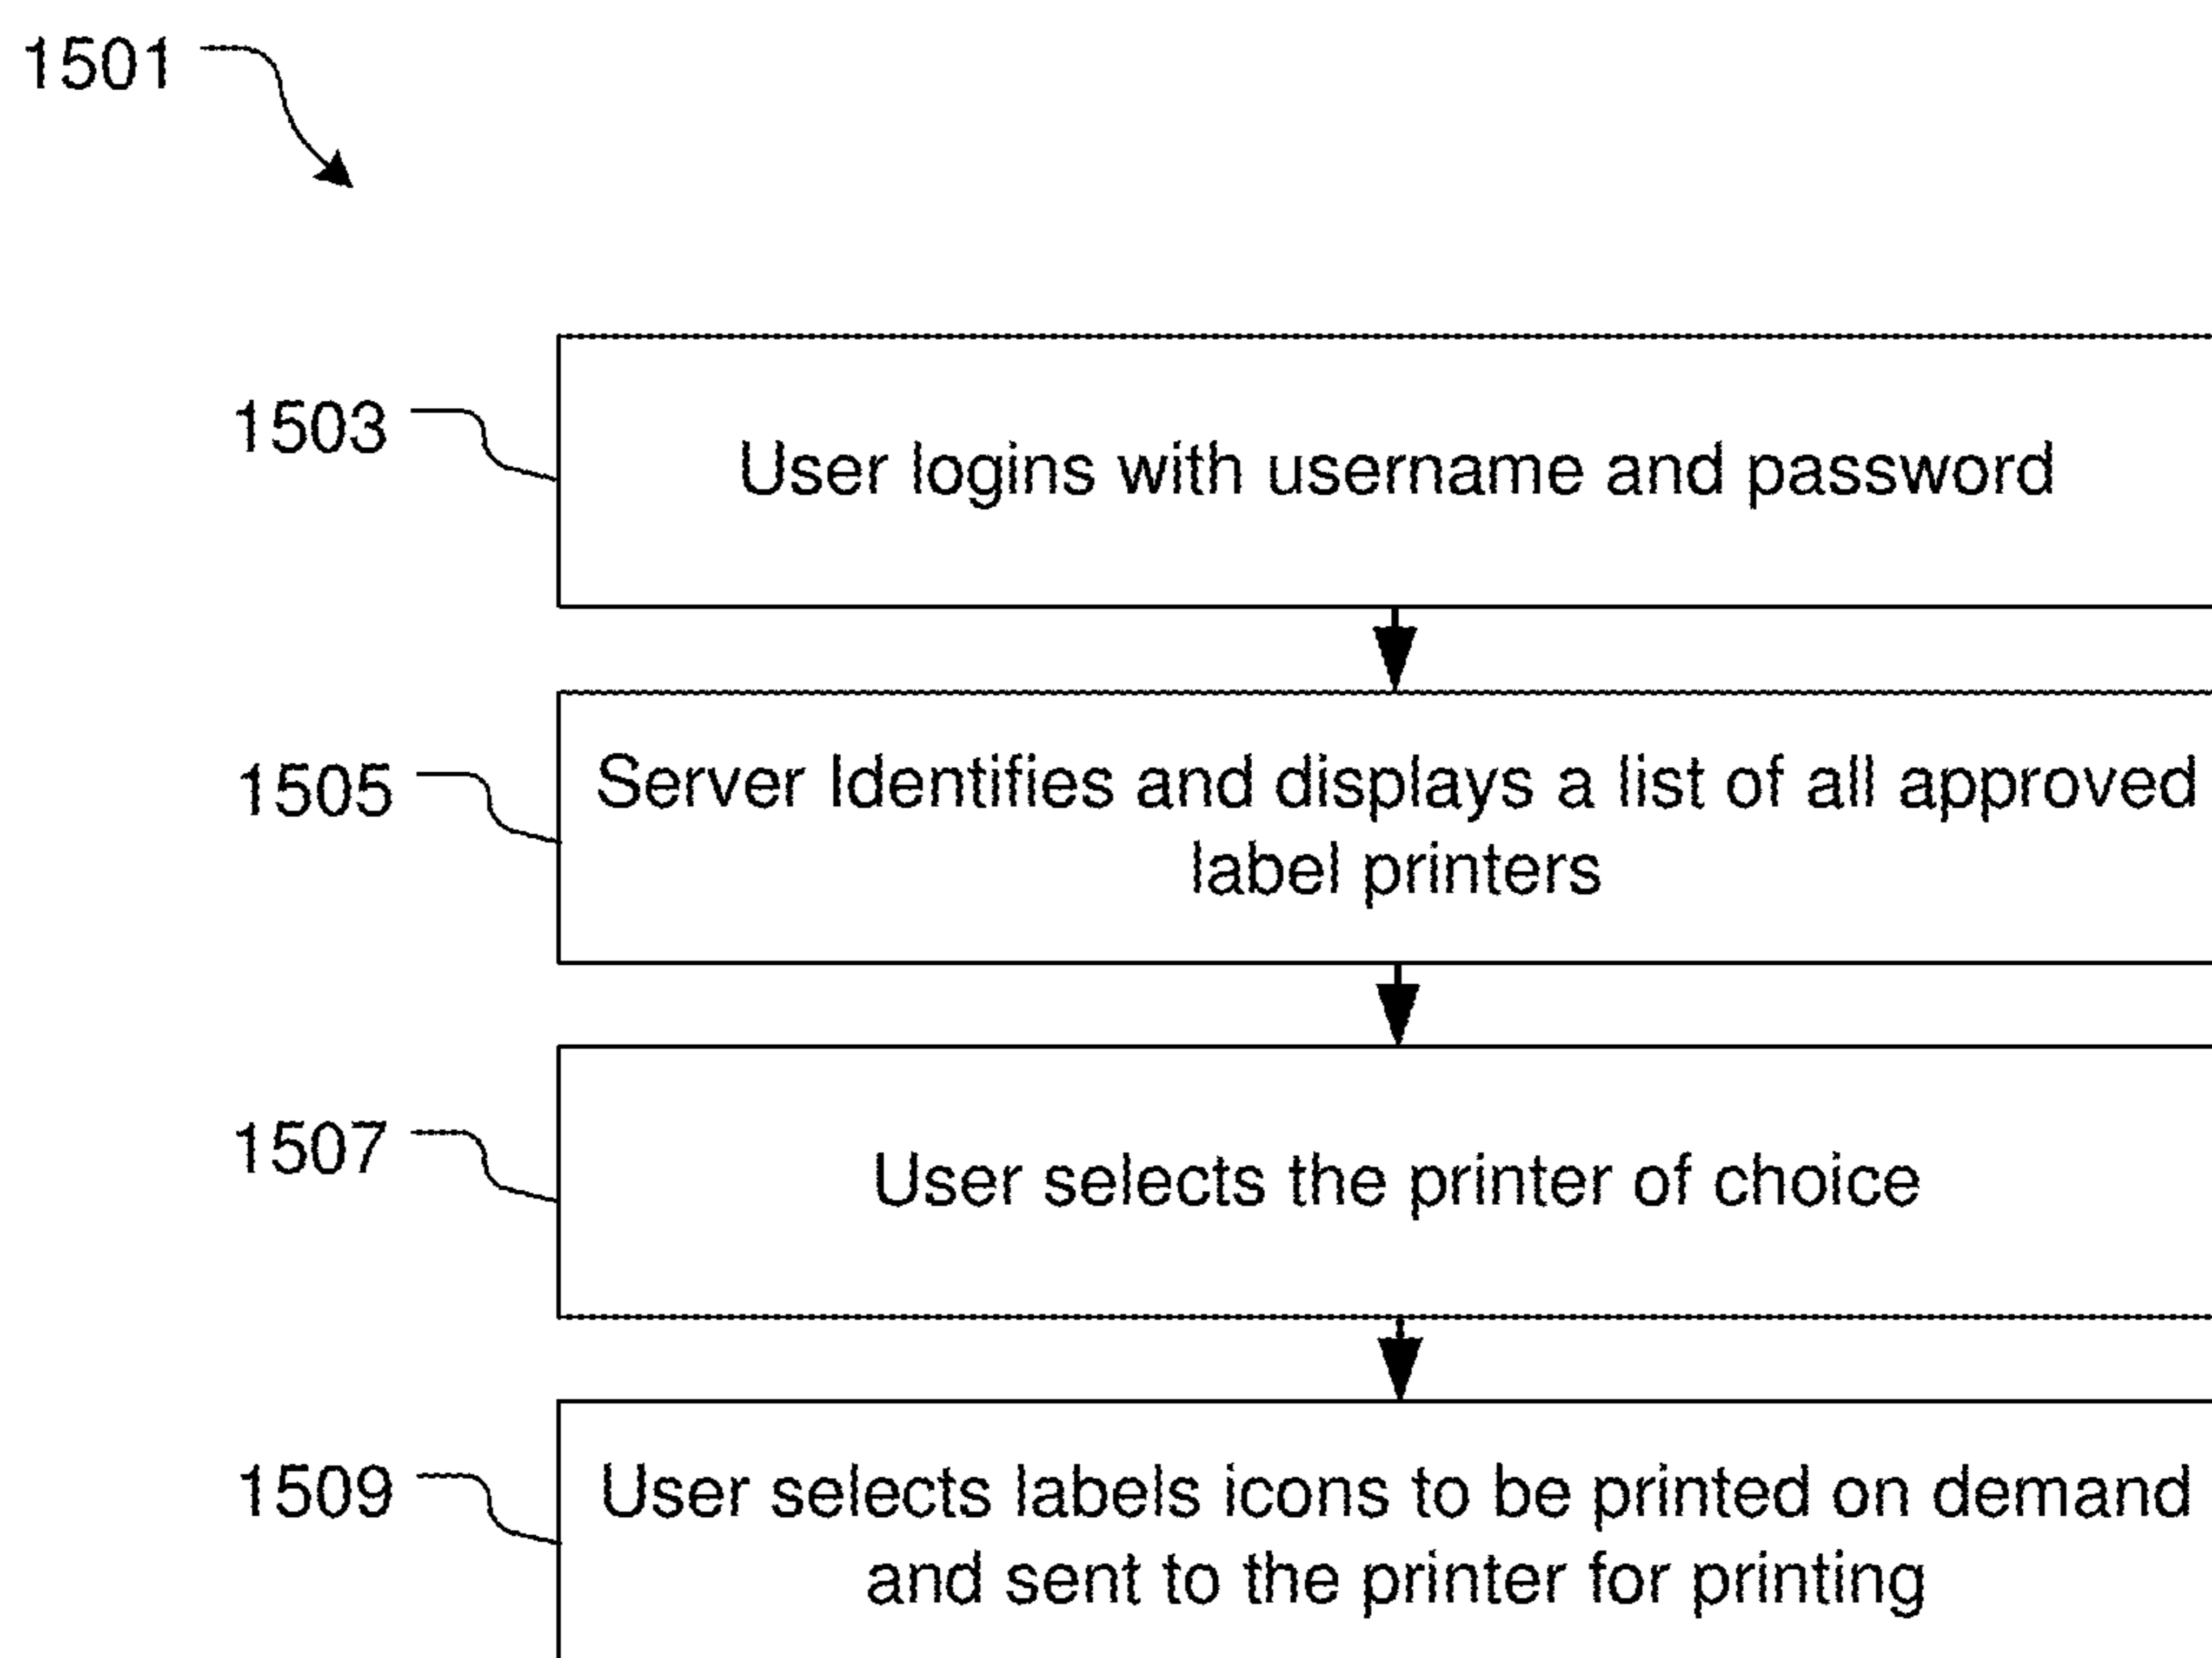 1501
1503
User logins with username and password
1505
Server Identifies and displays a list of all approved
label printers
1507
User selects the printer of choice
1509
User selects labels icons to be printed on demand
and sent to the printer for printing